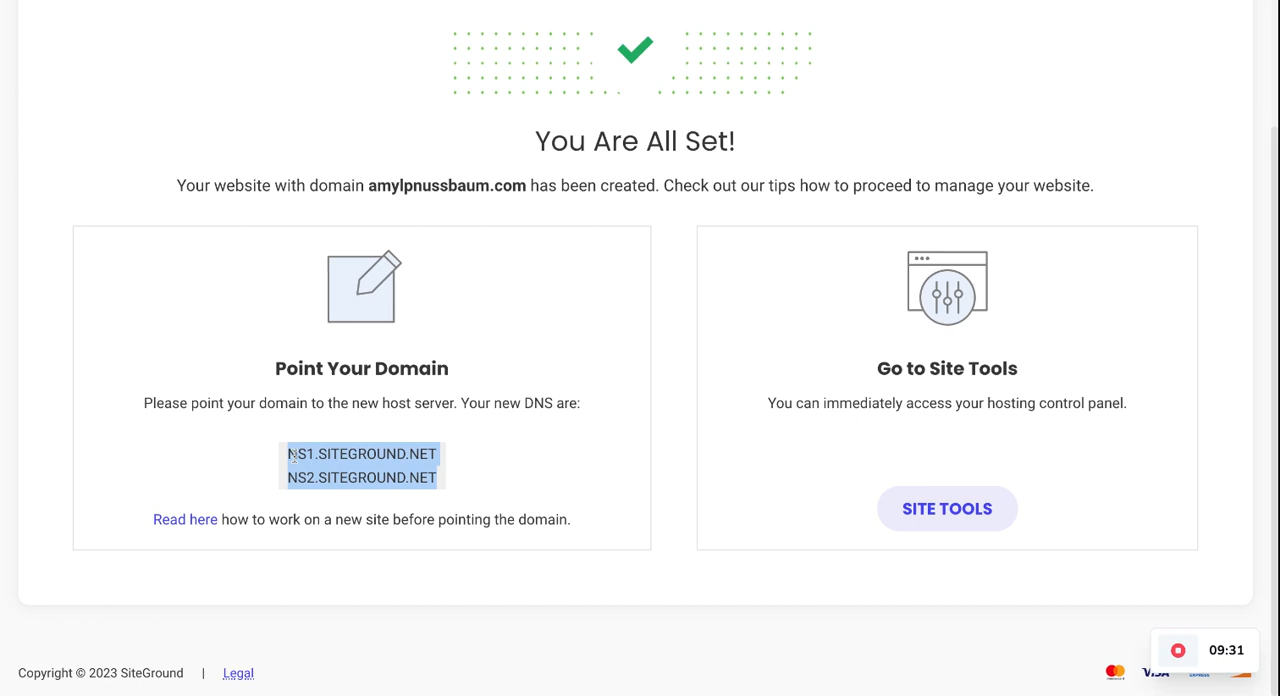 You Are All Set!
Your website with domain amylpnussbaum.com has been created. Check out our tips how to proceed to manage your website.
Point Your Domain
Please point your domain to the new host server. Your new DNS are:
NS1.SITEGROUND.NET
NS2.SITEGROUND.NET
Read here how to work on a new site before pointing the domain.
Go to Site Tools
You can immediately access your hosting control panel.
SITE TOOLS
Copyright © 2023 SiteGround | Legal
09:31
VISA
EXPRESS